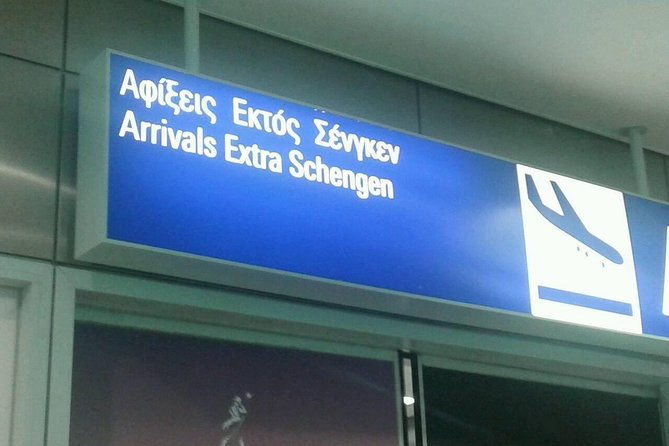 Αφίξεις Εκτός Σένγκεν
Arrivals Extra Schengen